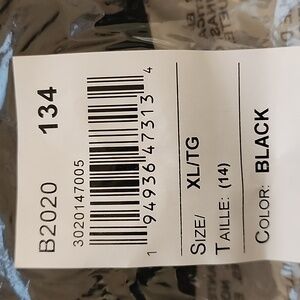 B2020 134
3020147005
1 94936 47313 4
SIZE/ XL/TG
TAILLE: (14)
COLOR: BLACK